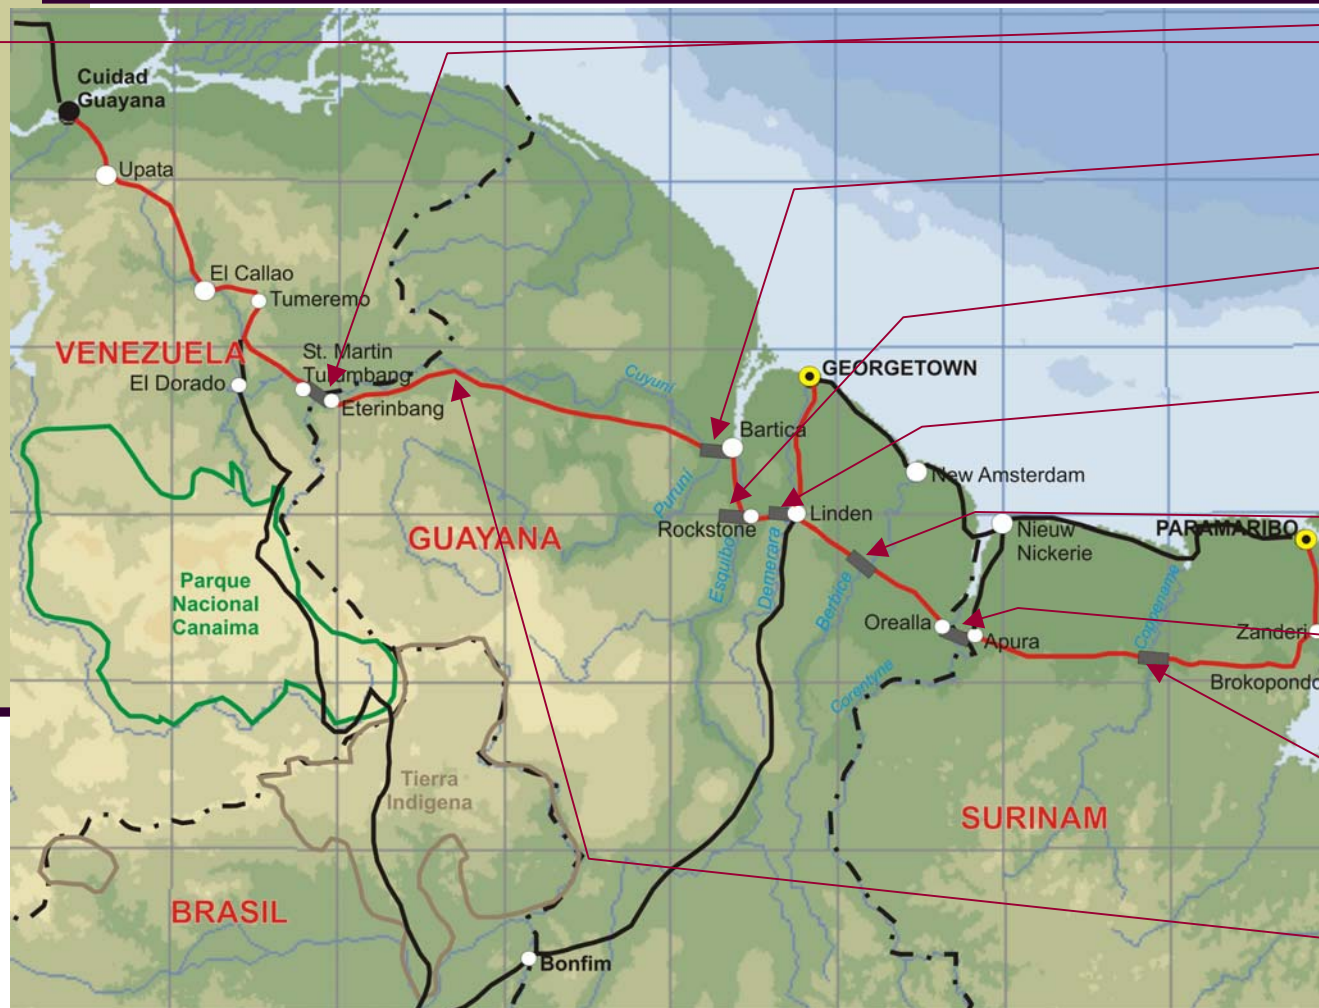 Cuidad
Guayana
Upata
El Callao
Tumeremo
VENEZUELA
St. Martin
Turumbang
El Dorado
Eterinbang
Cuyuni
GEORGETOWN
Bartica
New Amsterdam
Puruni
Rockstone
Linden
Nieuw
Nickerie
PARAMARIBO
GUAYANA
Esquibo
Demerara
Berbice
Coppename
Parque
Nacional
Canaima
Orealla
Apura
Zanderi
Corentyne
Brokopondo
Tierra
Indigena
SURINAM
BRASIL
Bonfim